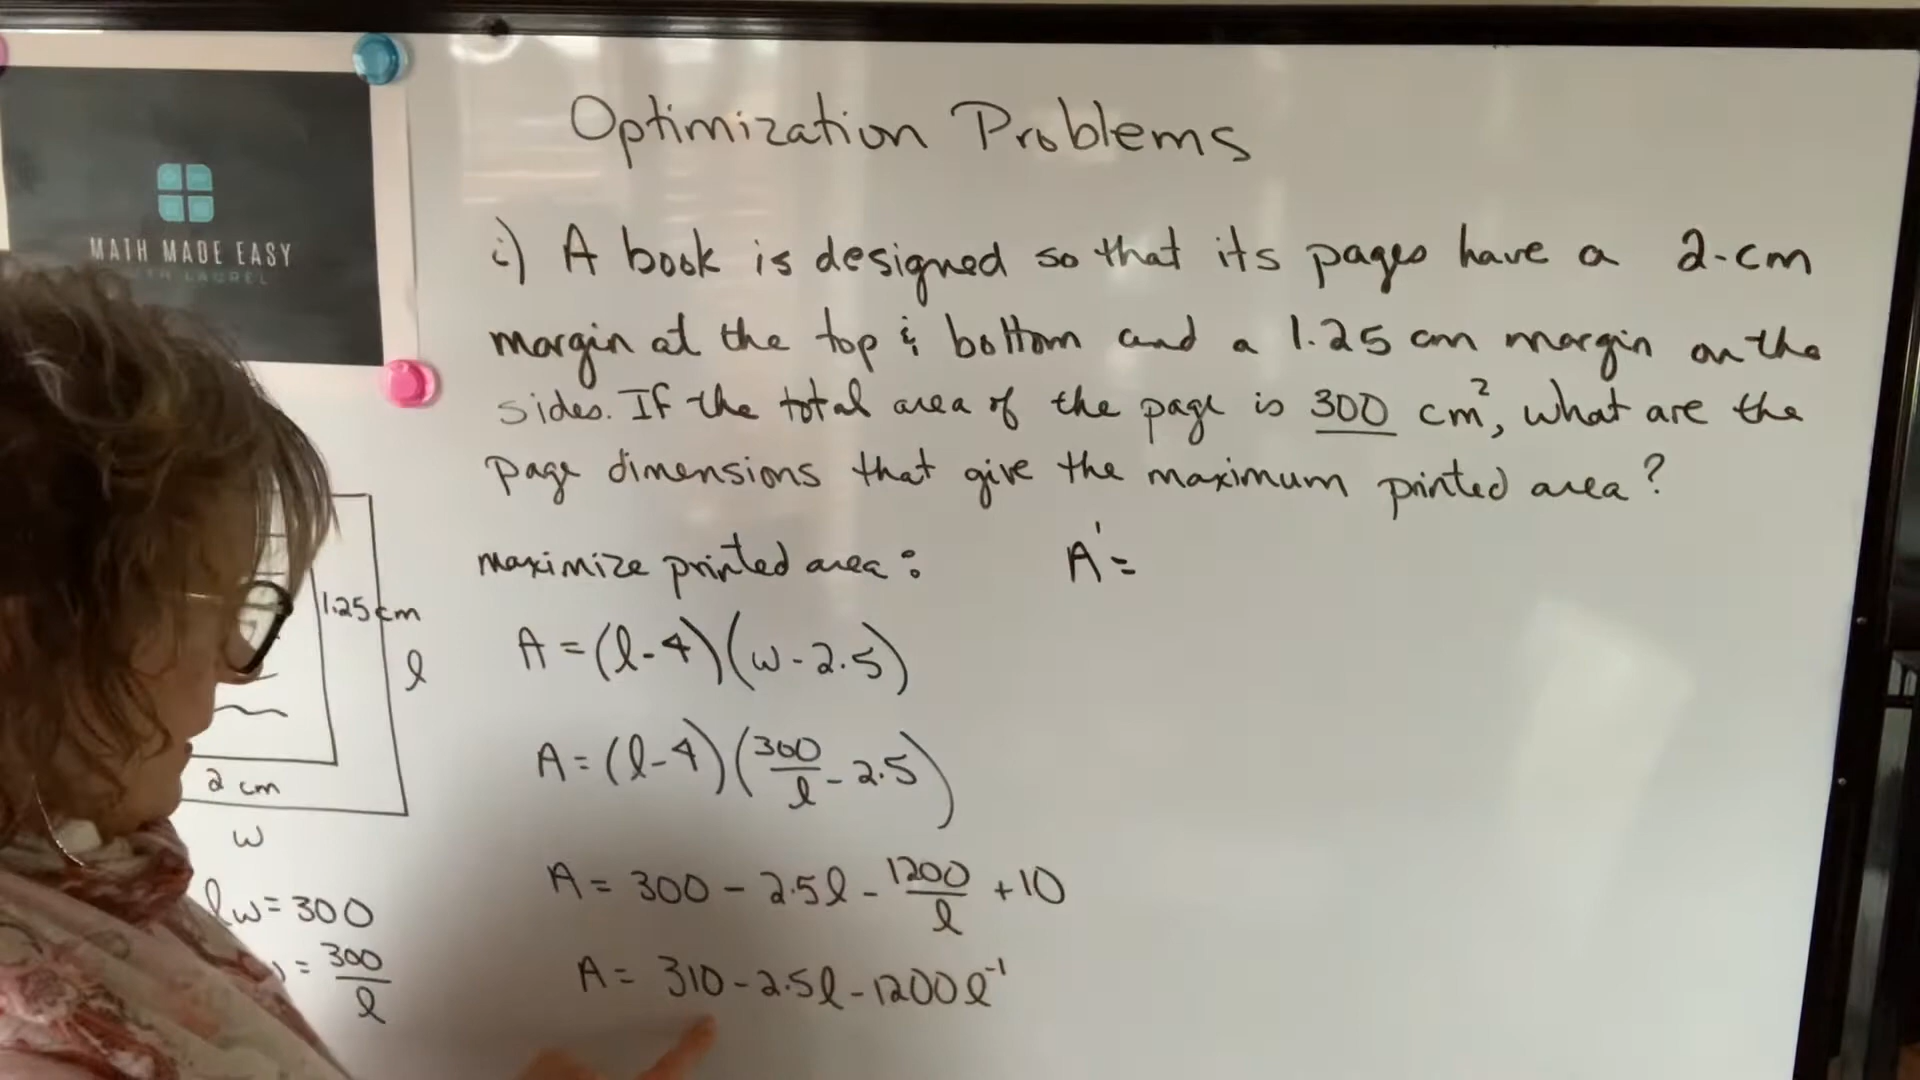 MATH MADE EASY
LAUREL
Optimization Problems
i) A book is designed so that its pages have a 2-cm
margin at the top & bottom and a 1.25 cm margin on the
sides. If the total area of the page is 300 cm², what are the
page dimensions that give the maximum printed area?
maximize printed area:
A = (l-4)(w-2.5)
A = (l-4)(300/l - 2.5)
A = 300 - 2.5l - 1200/l + 10
A = 310 - 2.5l - 1200l⁻¹
A' =
1.25 cm
l
2 cm
w
lw = 300
= 300/l